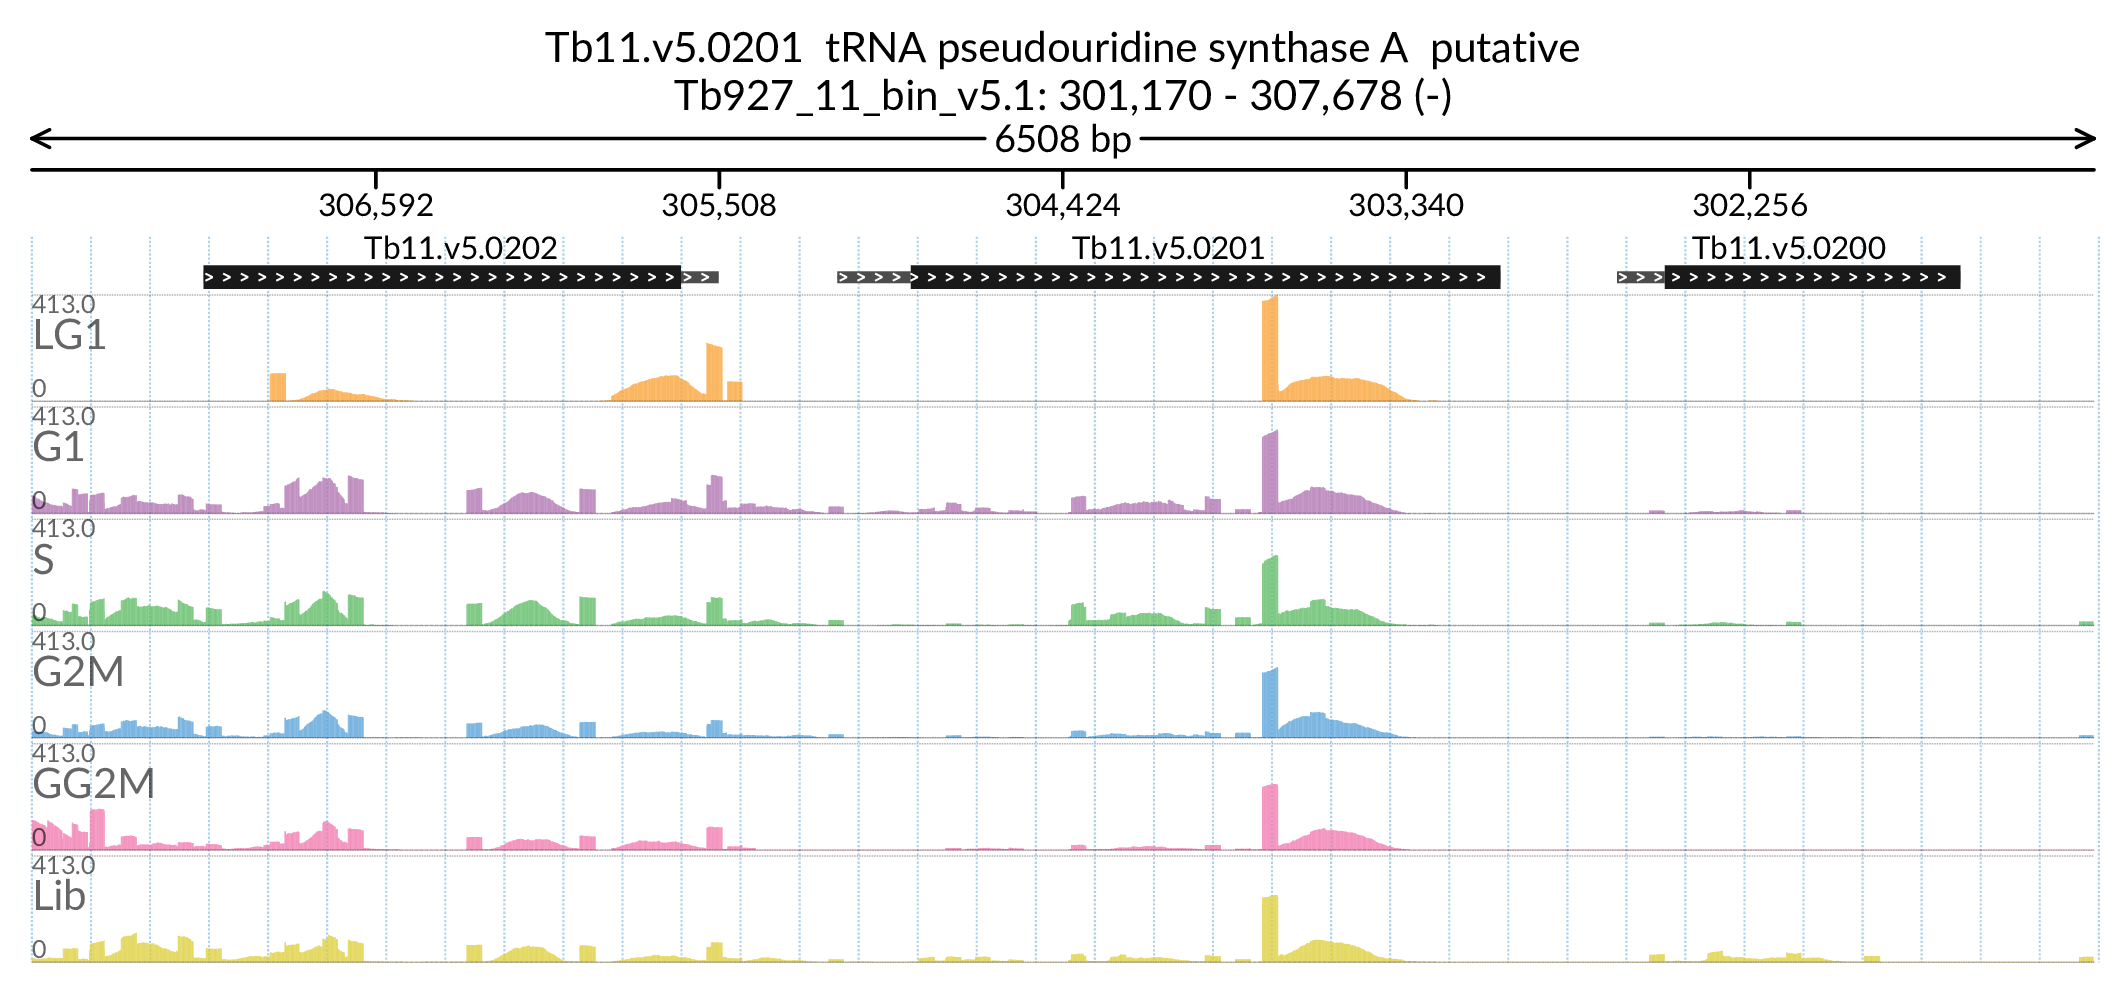 Tb11.v5.0201 tRNA pseudouridine synthase A putative
Tb927_11_bin_v5.1: 301,170 - 307,678 (-)
6508 bp
306,592 305,508 304,424 303,340 302,256
Tb11.v5.0202 Tb11.v5.0201 Tb11.v5.0200
413.0
LG1
0
413.0
G1
0
413.0
S
0
413.0
G2M
0
413.0
GG2M
0
413.0
Lib
0